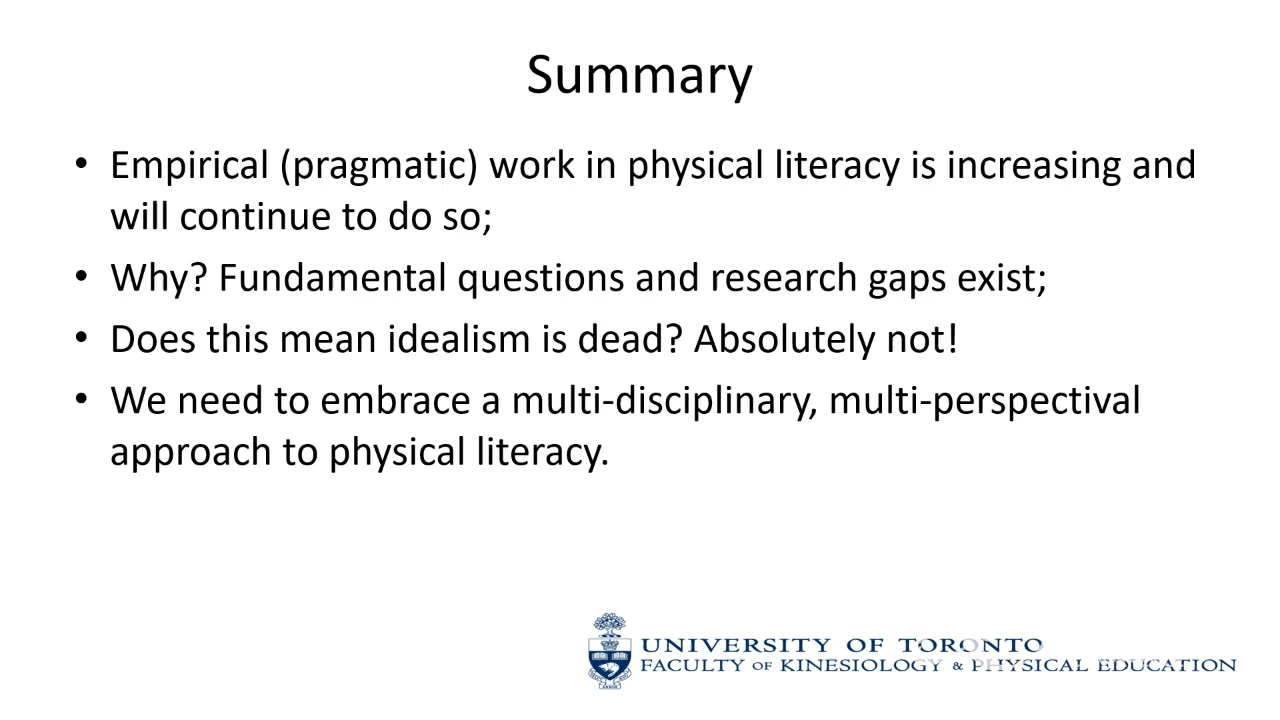 Summary
• Empirical (pragmatic) work in physical literacy is increasing and
will continue to do so;
• Why? Fundamental questions and research gaps exist;
• Does this mean idealism is dead? Absolutely not!
• We need to embrace a multi-disciplinary, multi-perspectival
approach to physical literacy.
UNIVERSITY OF TORONTO
FACULTY OF KINESIOLOGY & PHYSICAL EDUCATION